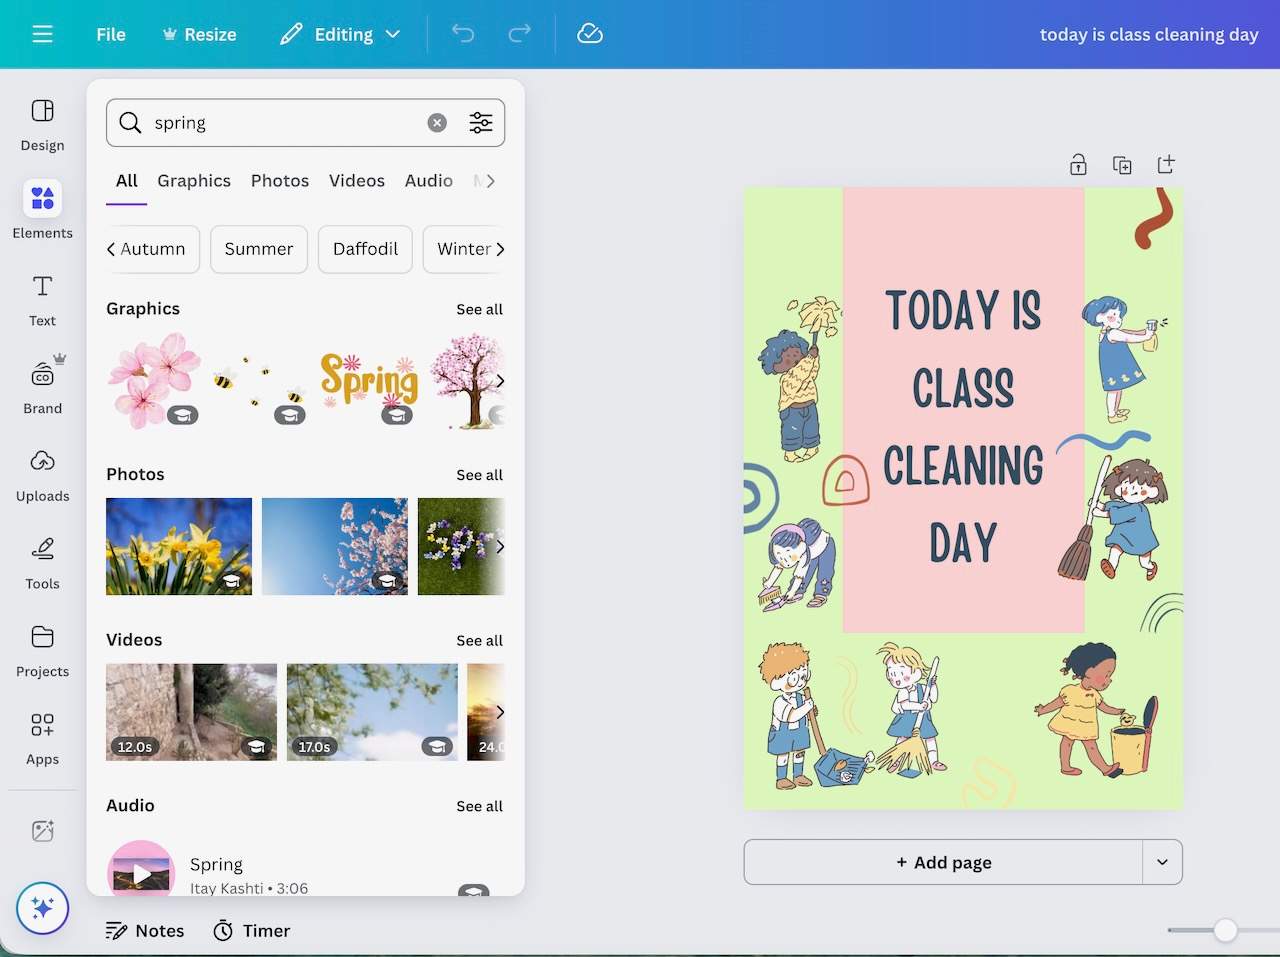 File Resize Editing today is class cleaning day
Design
Elements
Text
Brand
Uploads
Tools
Projects
Apps
spring
All Graphics Photos Videos Audio
Autumn Summer Daffodil Winter
Graphics See all
Spring
Photos See all
Videos See all
12.0s 17.0s 24.0
Audio See all
Spring
Itay Kashti • 3:06
Notes Timer
TODAY IS
CLASS
CLEANING
DAY
+ Add page